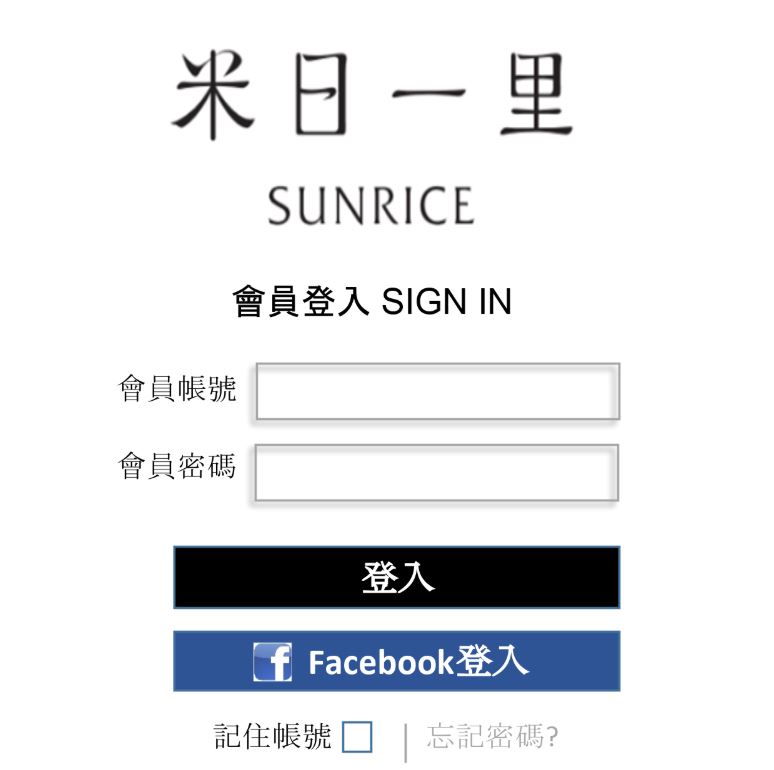 米日一里
SUNRICE
會員登入 SIGN IN
會員帳號
會員密碼
登入
Facebook登入
記住帳號 | 忘記密碼?